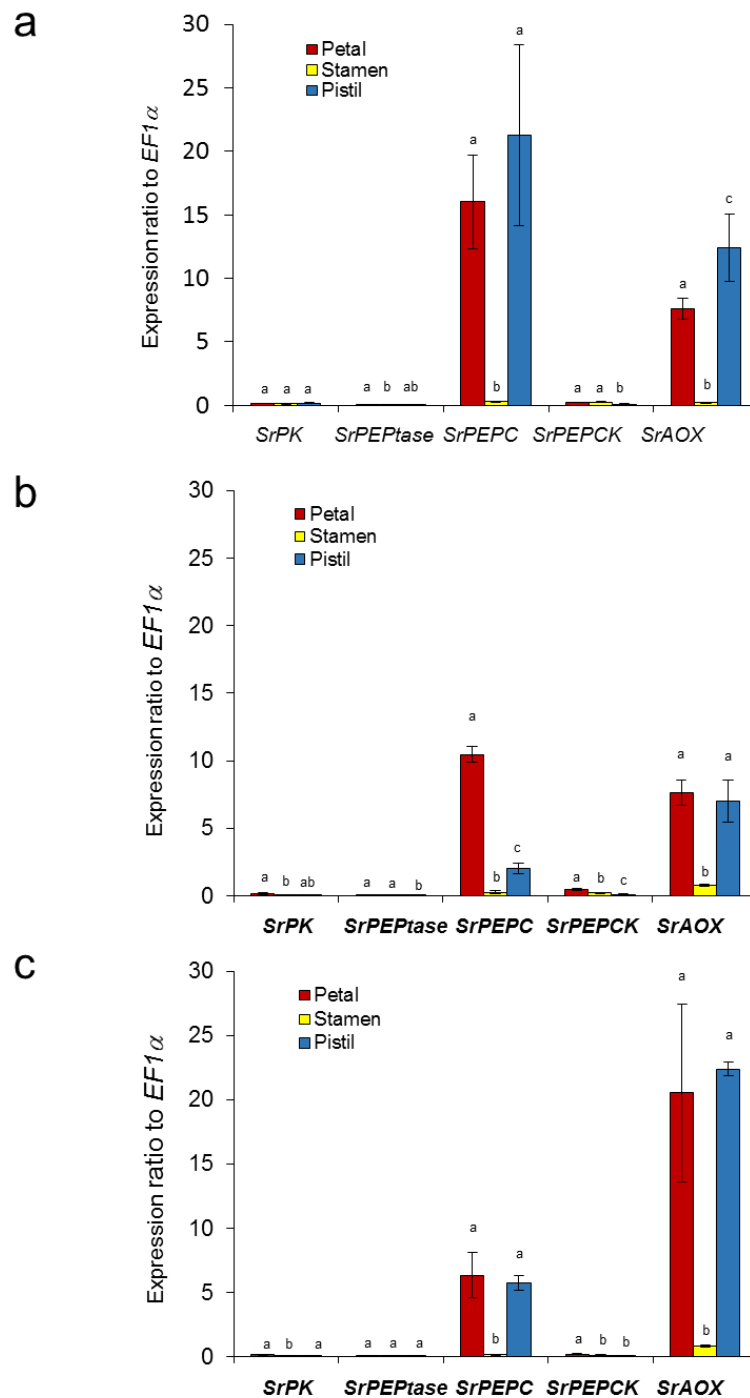 a
Expression ratio to EF1α
30
25
20
15
10
5
0
Petal
Stamen
Pistil
a a a
a b ab
a b a
a a b
a b c
SrPK SrPEPtase SrPEPC SrPEPCK SrAOX
b
Expression ratio to EF1α
30
25
20
15
10
5
0
Petal
Stamen
Pistil
a b ab
a a b
a b c
a b c
a b a
SrPK SrPEPtase SrPEPC SrPEPCK SrAOX
c
Expression ratio to EF1α
30
25
20
15
10
5
0
Petal
Stamen
Pistil
a b a
a a a
a b a
a b b
a b a
SrPK SrPEPtase SrPEPC SrPEPCK SrAOX